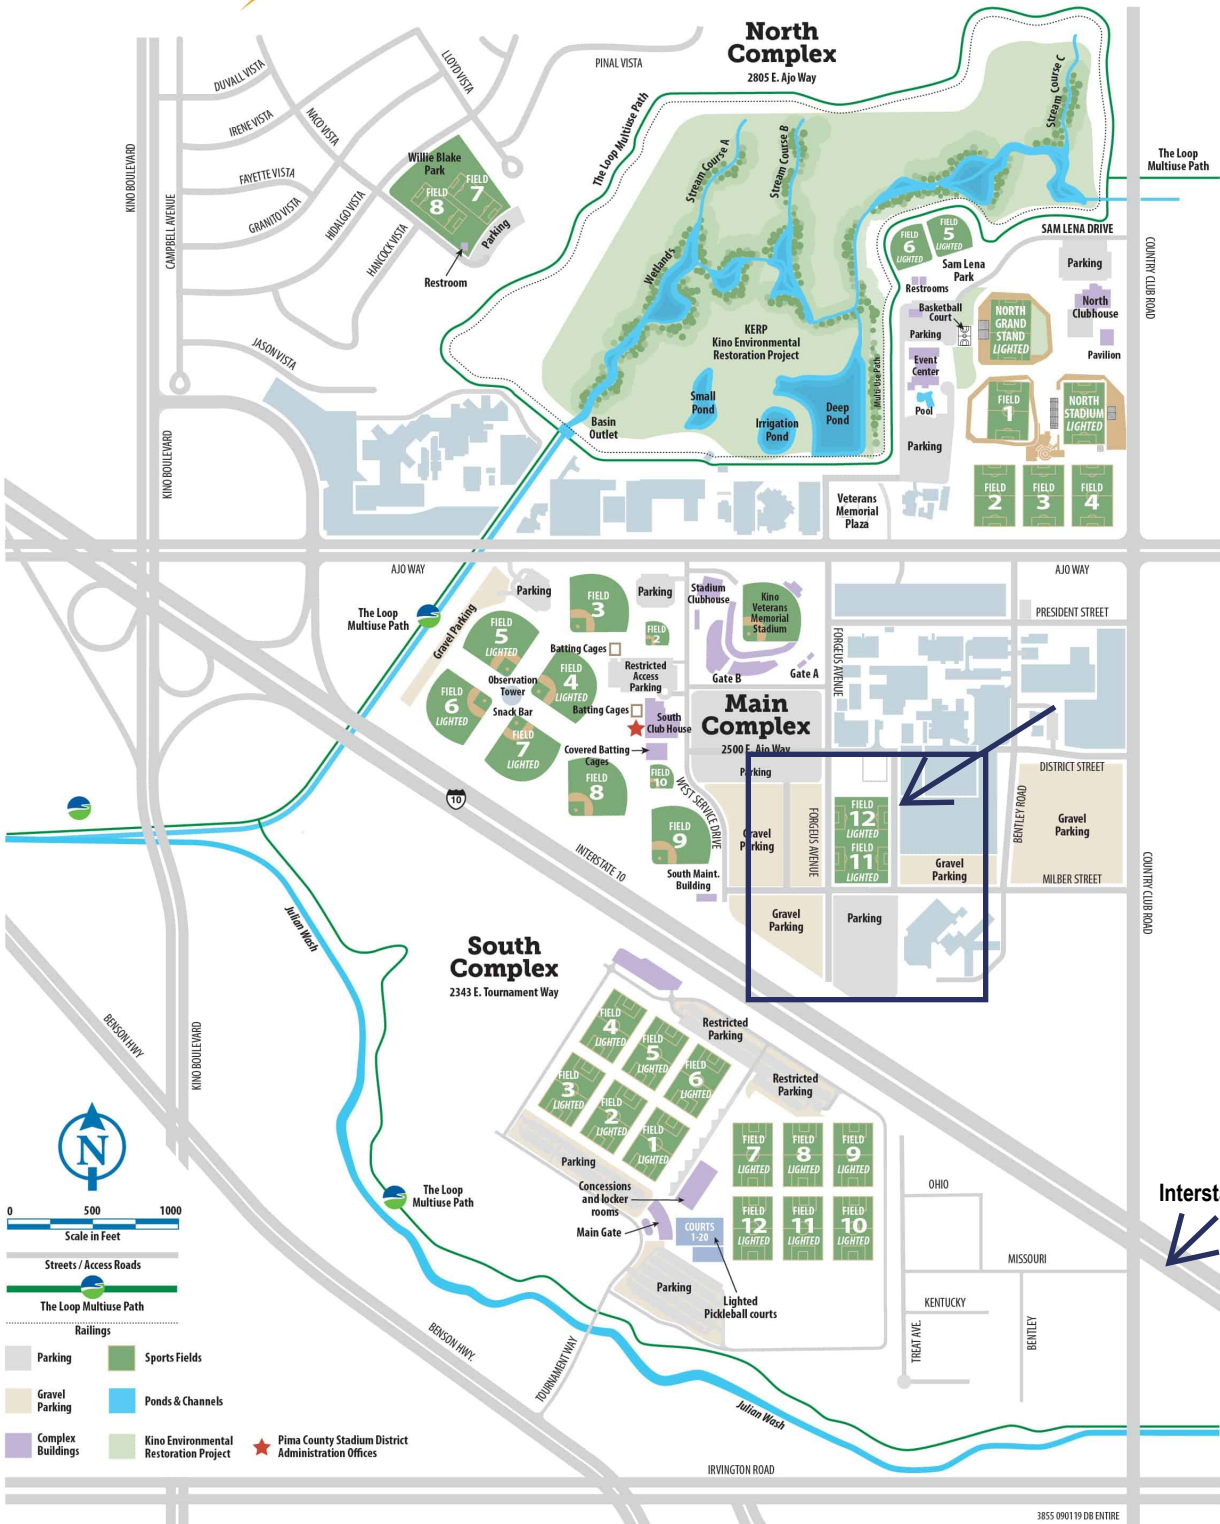 North
Complex
2805 E. Ajo Way
PINAL VISTA
LLOYD VISTA
DUVALL VISTA
NACO VISTA
IRENE VISTA
The Loop Multiuse Path
Stream Course C
Stream Course B
Stream Course A
KINO BOULEVARD
Willie Blake
Park
FIELD
7
FIELD
8
The Loop
Multiuse Path
FAYETTE VISTA
GRANITO VISTA
HIDALGO VISTA
CAMPBELL AVENUE
HANCOCK VISTA
Parking
Restroom
Wetlands
FIELD
6
LIGHTED
FIELD
5
LIGHTED
SAM LENA DRIVE
Sam Lena
Park
Parking
COUNTRY CLUB ROAD
Restrooms
Basketball
Court
Parking
NORTH
GRAND
STAND
LIGHTED
North
Clubhouse
Pavilion
KERP
Kino Environmental
Restoration Project
JASON VISTA
Event
Center
Multi-Use Path
Pool
Small
Pond
Irrigation
Pond
Deep
Pond
FIELD
1
NORTH
STADIUM
LIGHTED
Basin
Outlet
Parking
KINO BOULEVARD
Veterans
Memorial
Plaza
FIELD
2
FIELD
3
FIELD
4
AJO WAY
AJO WAY
The Loop
Multiuse Path
Gravel Parking
Parking
FIELD
3
Parking
Stadium
Clubhouse
Kino
Veterans
Memorial
Stadium
PRESIDENT STREET
FIELD
5
LIGHTED
FIELD
2
Batting Cages
FIELD
4
LIGHTED
Restricted
Access
Parking
FORGEUS AVENUE
Gate A
Gate B
Observation
Tower
FIELD
6
LIGHTED
Snack Bar
Batting Cages
South
Club House
Main
Complex
2500 E. Ajo Way
FIELD
7
LIGHTED
Covered Batting
Cages
FIELD
8
FIELD
10
Parking
DISTRICT STREET
WEST SERVICE DRIVE
10
FIELD
9
Gravel
Parking
FORGEUS AVENUE
FIELD
12
LIGHTED
FIELD
11
LIGHTED
BENTLEY ROAD
Gravel
Parking
INTERSTATE 10
South Maint.
Building
Gravel
Parking
MILBER STREET
COUNTRY CLUB ROAD
Gravel
Parking
Parking
Julian Wash
South
Complex
2343 E. Tournament Way
BENSON HWY
KINO BOULEVARD
FIELD
4
LIGHTED
FIELD
5
LIGHTED
FIELD
6
LIGHTED
Restricted
Parking
Restricted
Parking
FIELD
3
LIGHTED
FIELD
2
LIGHTED
FIELD
1
LIGHTED
FIELD
7
LIGHTED
FIELD
8
LIGHTED
FIELD
9
LIGHTED
Parking
Concessions
and locker
rooms
Main Gate
COURTS
1-20
FIELD
12
LIGHTED
FIELD
11
LIGHTED
FIELD
10
LIGHTED
The Loop
Multiuse Path
OHIO
Interst
MISSOURI
Parking
Lighted
Pickleball courts
KENTUCKY
TREAT AVE.
BENTLEY
BENSON HWY.
TOURNAMENT WAY
Julian Wash
IRVINGTON ROAD
N
0 500 1000
Scale in Feet
Streets / Access Roads
The Loop Multiuse Path
Railings
Parking
Sports Fields
Gravel
Parking
Ponds & Channels
Complex
Buildings
Kino Environmental
Restoration Project
Pima County Stadium District
Administration Offices
3855 090119 DB ENTIRE